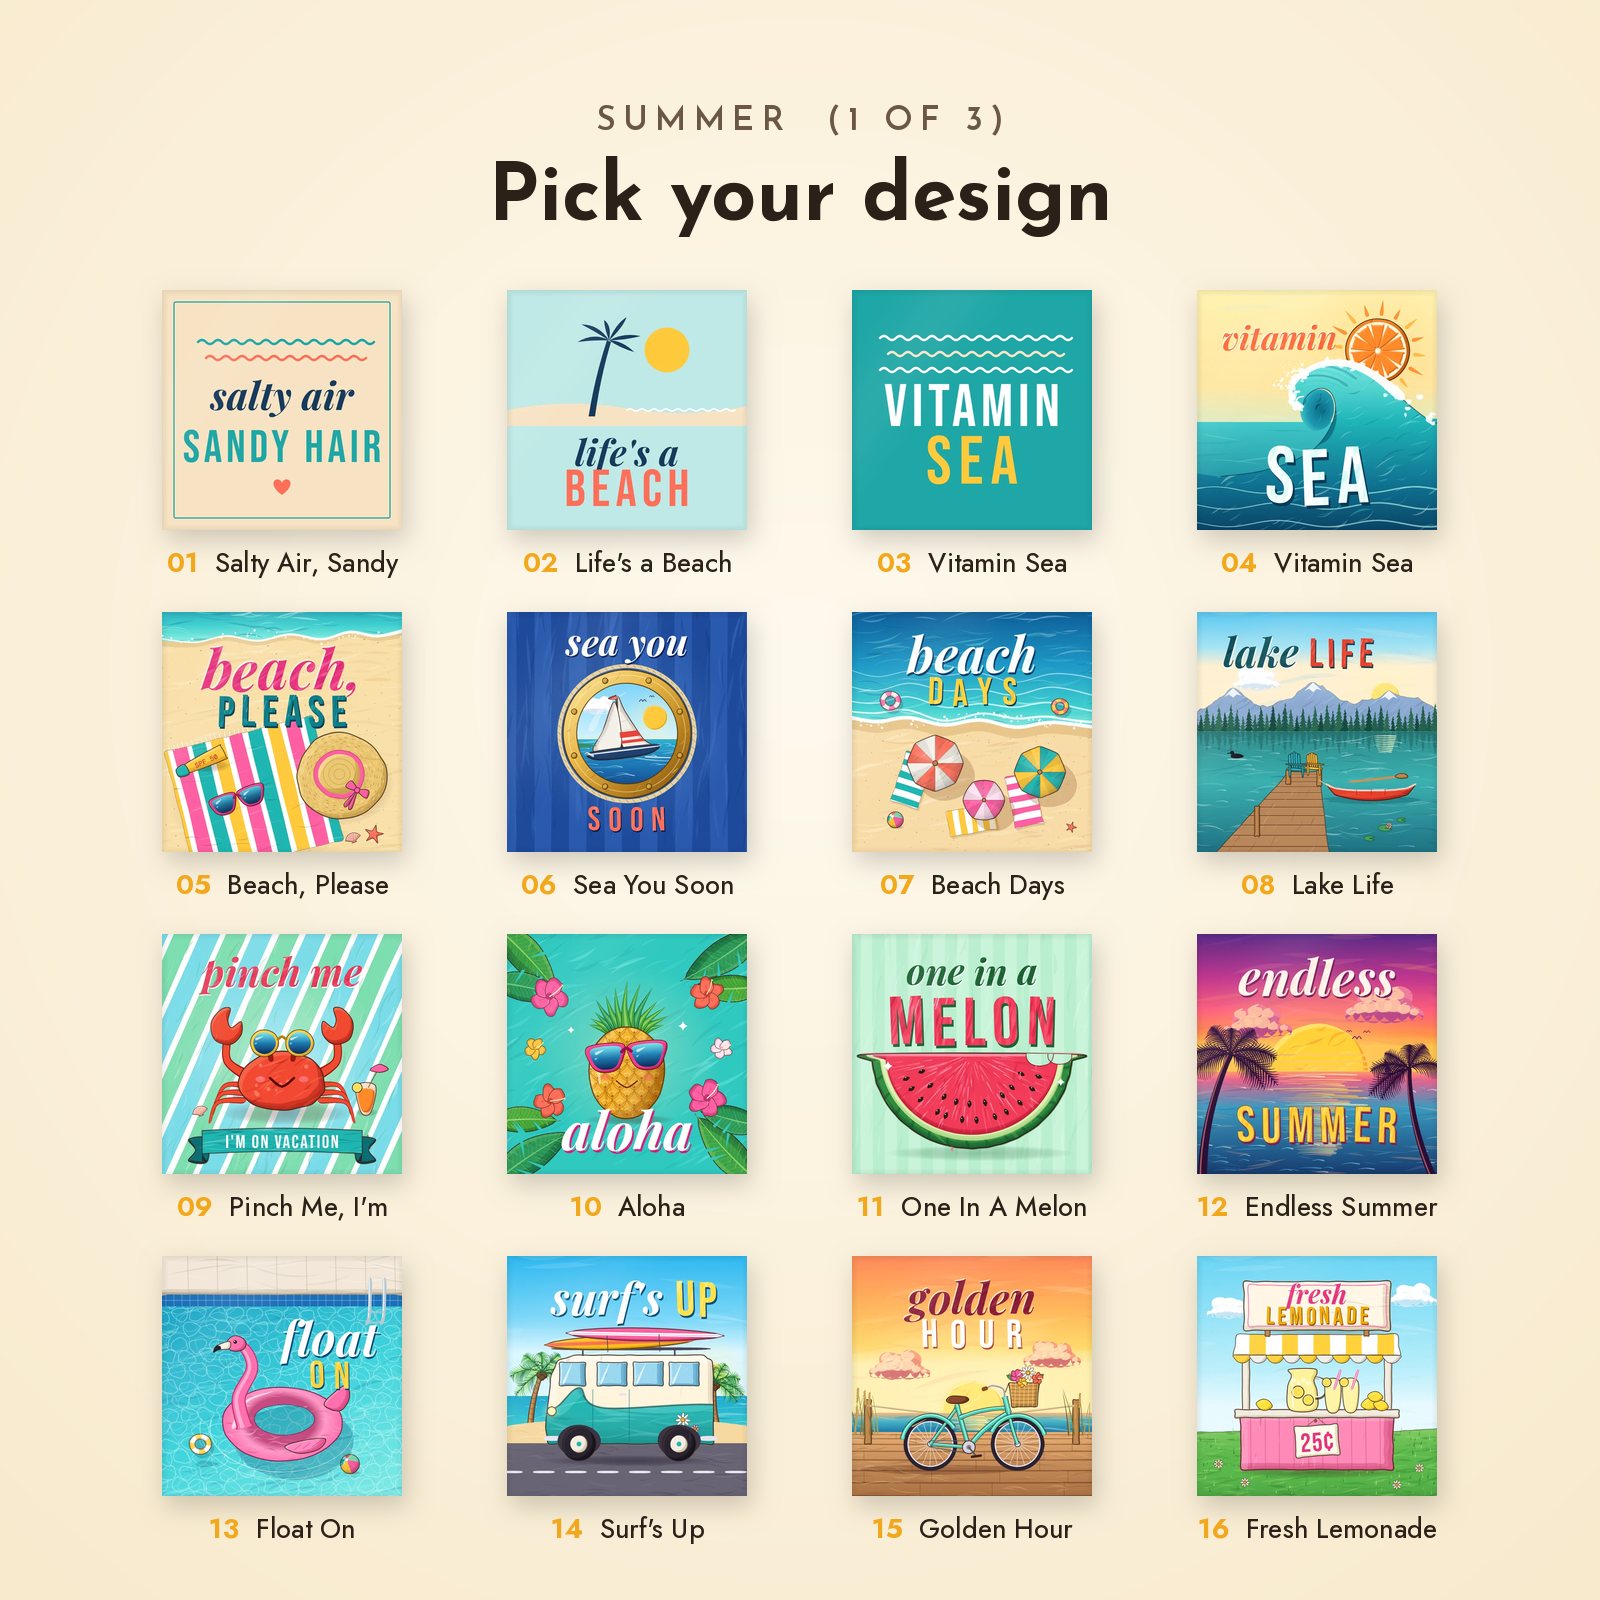 SUMMER (1 OF 3)
Pick your design
salty air
SANDY HAIR
01 Salty Air, Sandy
life's a
BEACH
02 Life's a Beach
VITAMIN
SEA
03 Vitamin Sea
vitamin
SEA
04 Vitamin Sea
beach,
PLEASE
SPF 50
05 Beach, Please
sea you
SOON
06 Sea You Soon
beach
DAYS
07 Beach Days
lake LIFE
08 Lake Life
pinch me
I'M ON VACATION
09 Pinch Me, I'm
aloha
10 Aloha
one in a
MELON
11 One In A Melon
endless
SUMMER
12 Endless Summer
float
ON
13 Float On
surf's UP
14 Surf's Up
golden
HOUR
15 Golden Hour
fresh
LEMONADE
25¢
16 Fresh Lemonade